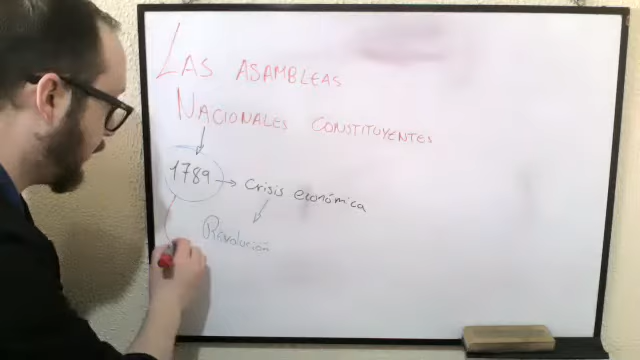 LAS ASAMBLEAS
NACIONALES CONSTITUYENTES
1789 → Crisis económica
Revolución